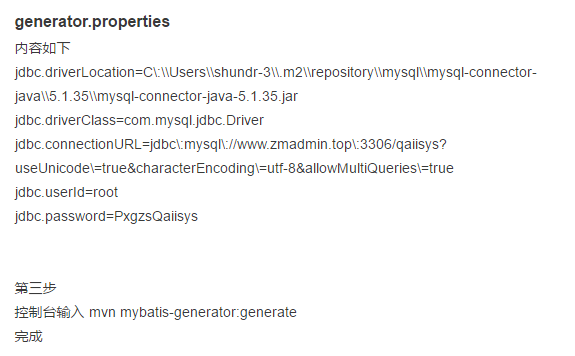 generator.properties
内容如下
jdbc.driverLocation=C\:\\Users\\shundr-3\\.m2\\repository\\mysql\\mysql-connector-
java\\5.1.35\\mysql-connector-java-5.1.35.jar
jdbc.driverClass=com.mysql.jdbc.Driver
jdbc.connectionURL=jdbc\:mysql\://www.zmadmin.top\:3306/qaiisys?
useUnicode\=true&characterEncoding\=utf-8&allowMultiQueries\=true
jdbc.userId=root
jdbc.password=PxgzsQaiisys
第三步
控制台输入 mvn mybatis-generator:generate
完成